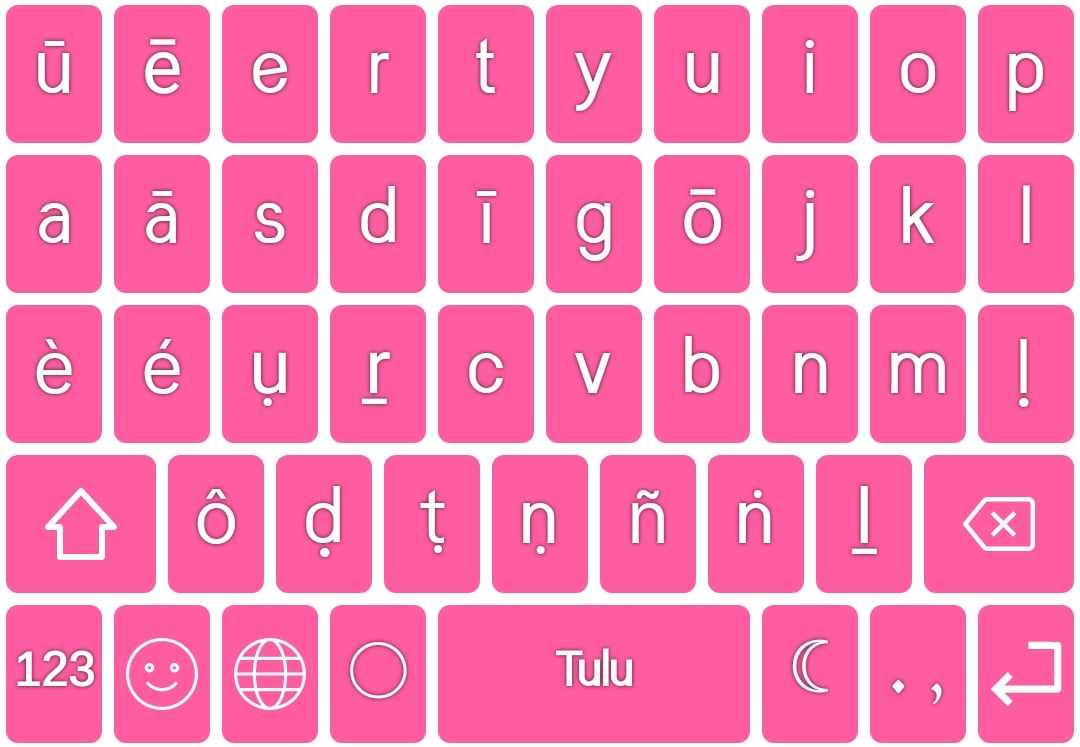 ū ē e r t y u i o p
a ā s d ī g ō j k l
è é ụ ṟ c v b n m ḷ
ô ḍ ṭ ṇ ñ ṅ ḻ
123 Tulu . ,